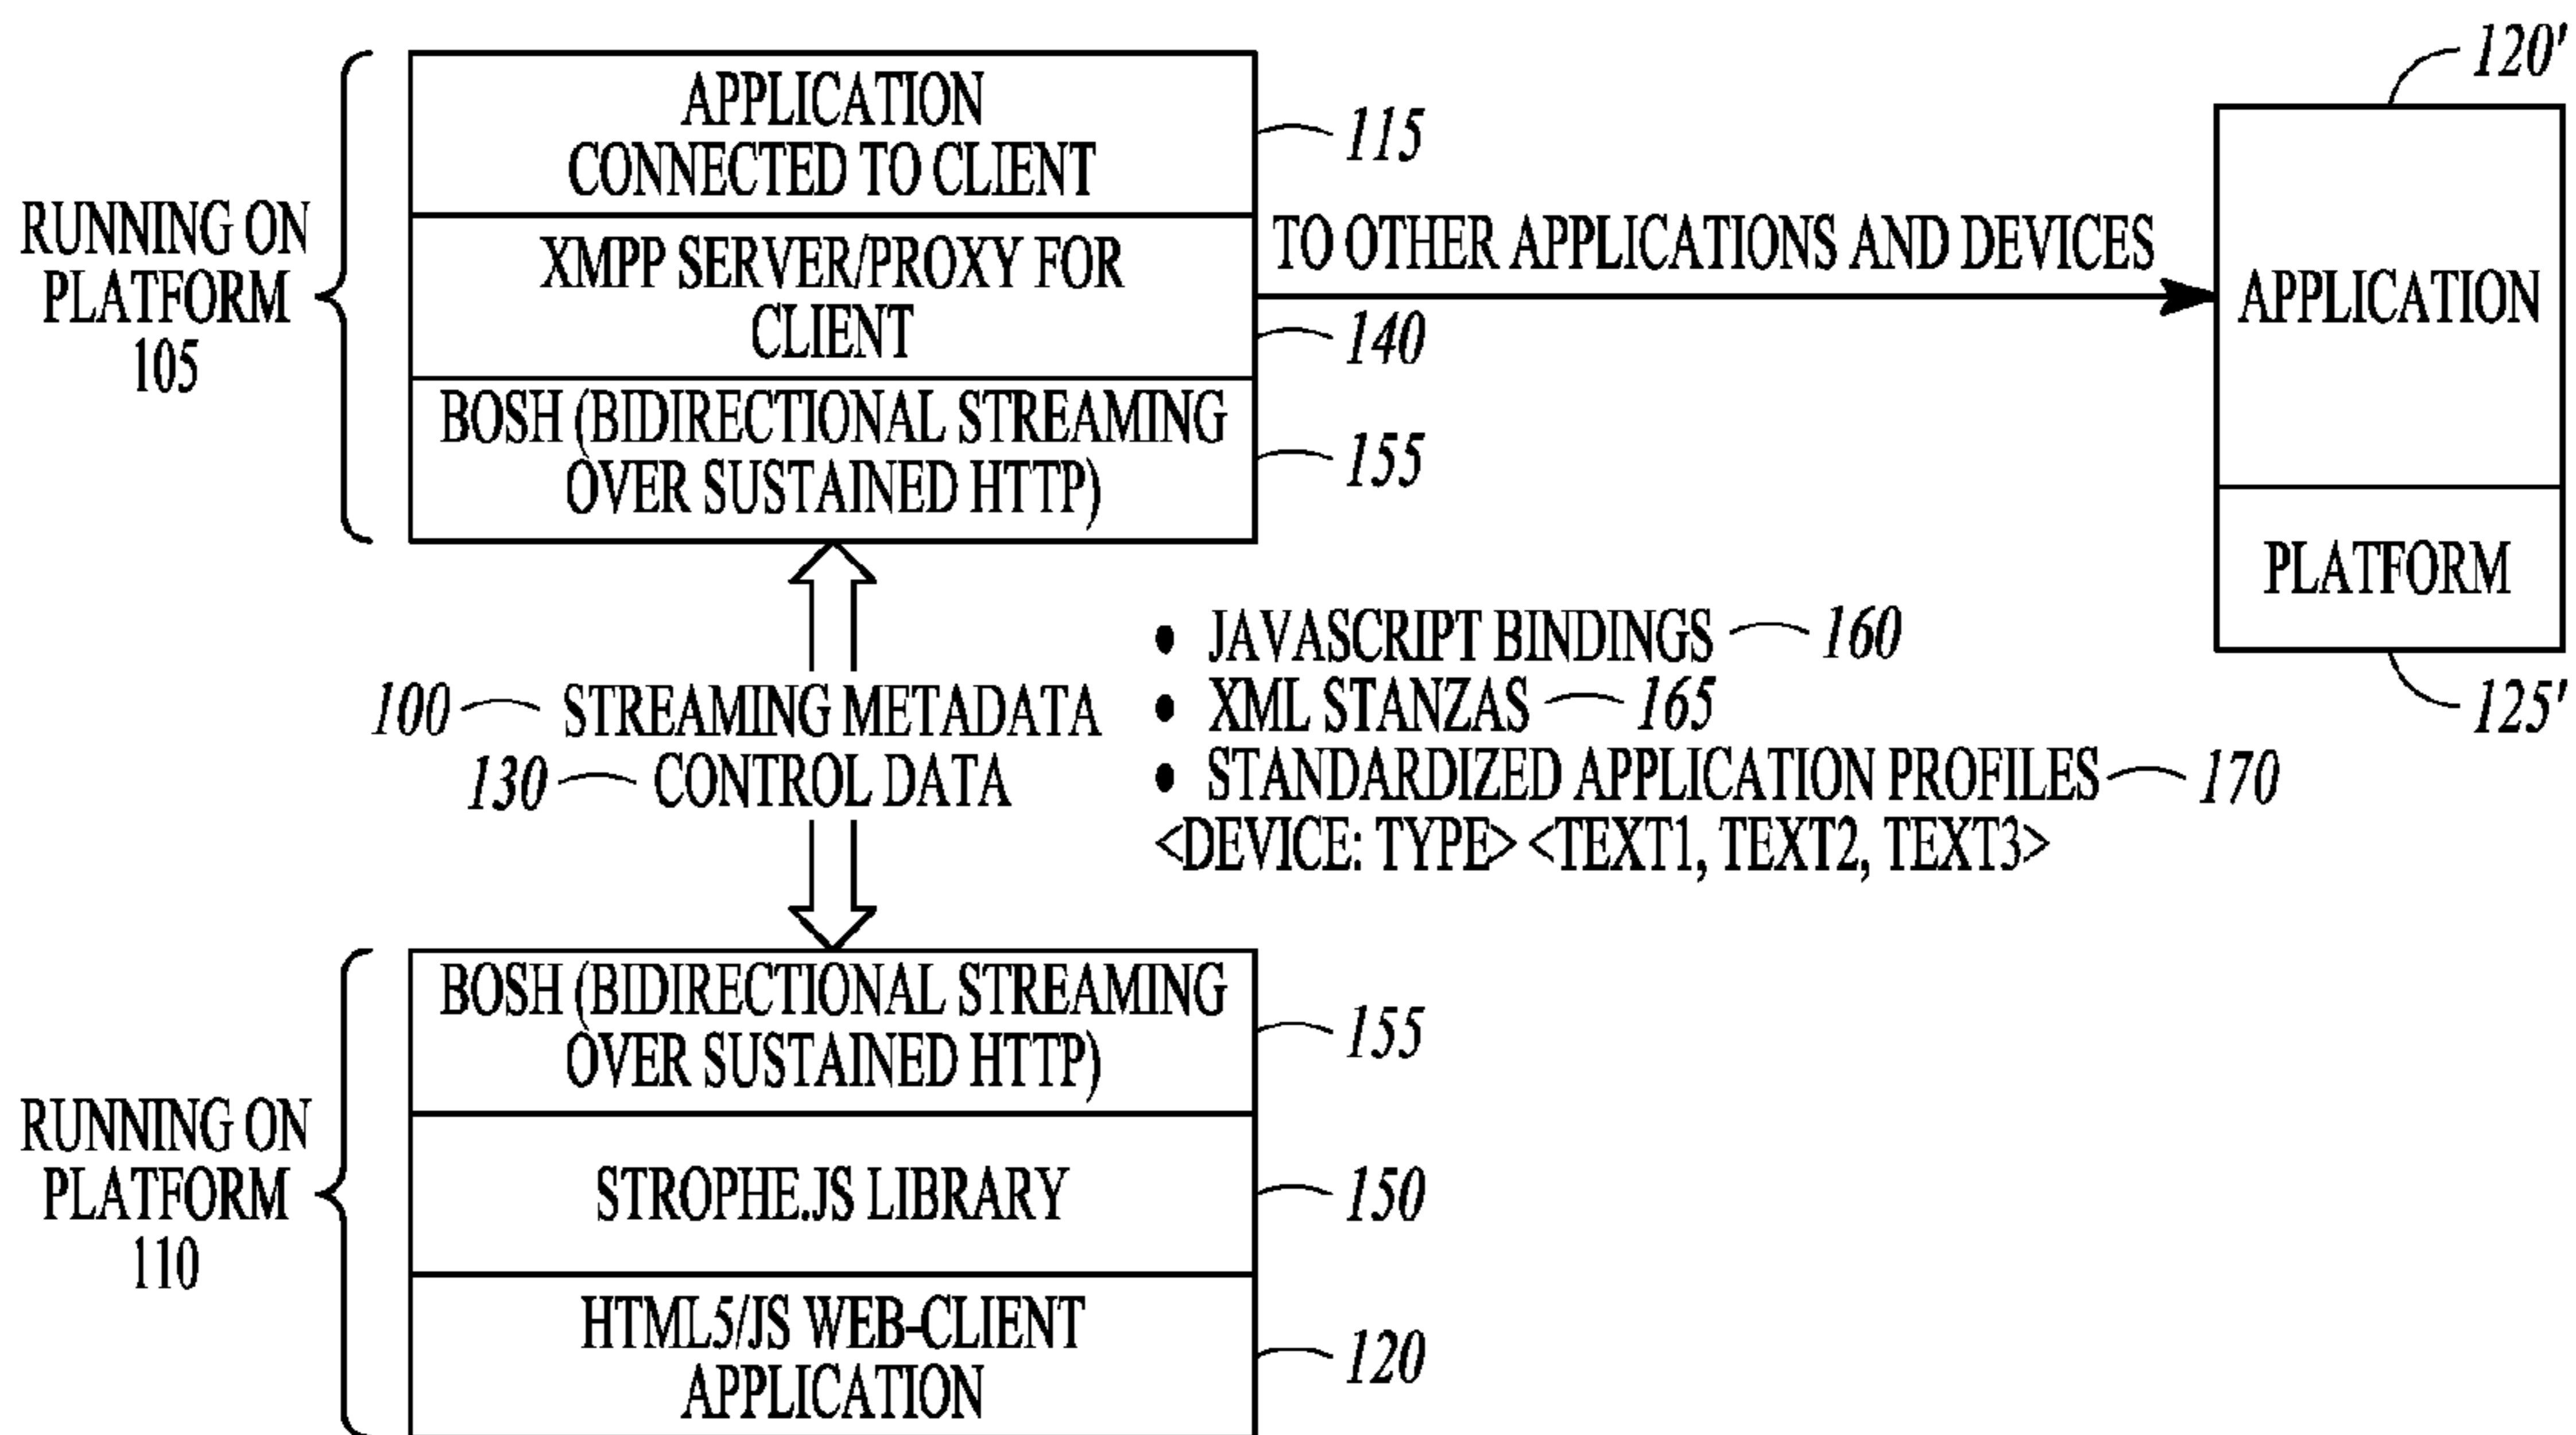 RUNNING ON
PLATFORM
105
APPLICATION
CONNECTED TO CLIENT
115
XMPP SERVER/PROXY FOR
CLIENT
140
BOSH (BIDIRECTIONAL STREAMING
OVER SUSTAINED HTTP)
155
TO OTHER APPLICATIONS AND DEVICES
120'
APPLICATION
PLATFORM
125'
100 STREAMING METADATA
130 CONTROL DATA
• JAVASCRIPT BINDINGS 160
• XML STANZAS 165
• STANDARDIZED APPLICATION PROFILES 170
<DEVICE: TYPE> <TEXT1, TEXT2, TEXT3>
RUNNING ON
PLATFORM
110
BOSH (BIDIRECTIONAL STREAMING
OVER SUSTAINED HTTP)
155
STROPHE.JS LIBRARY
150
HTML5/JS WEB-CLIENT
APPLICATION
120